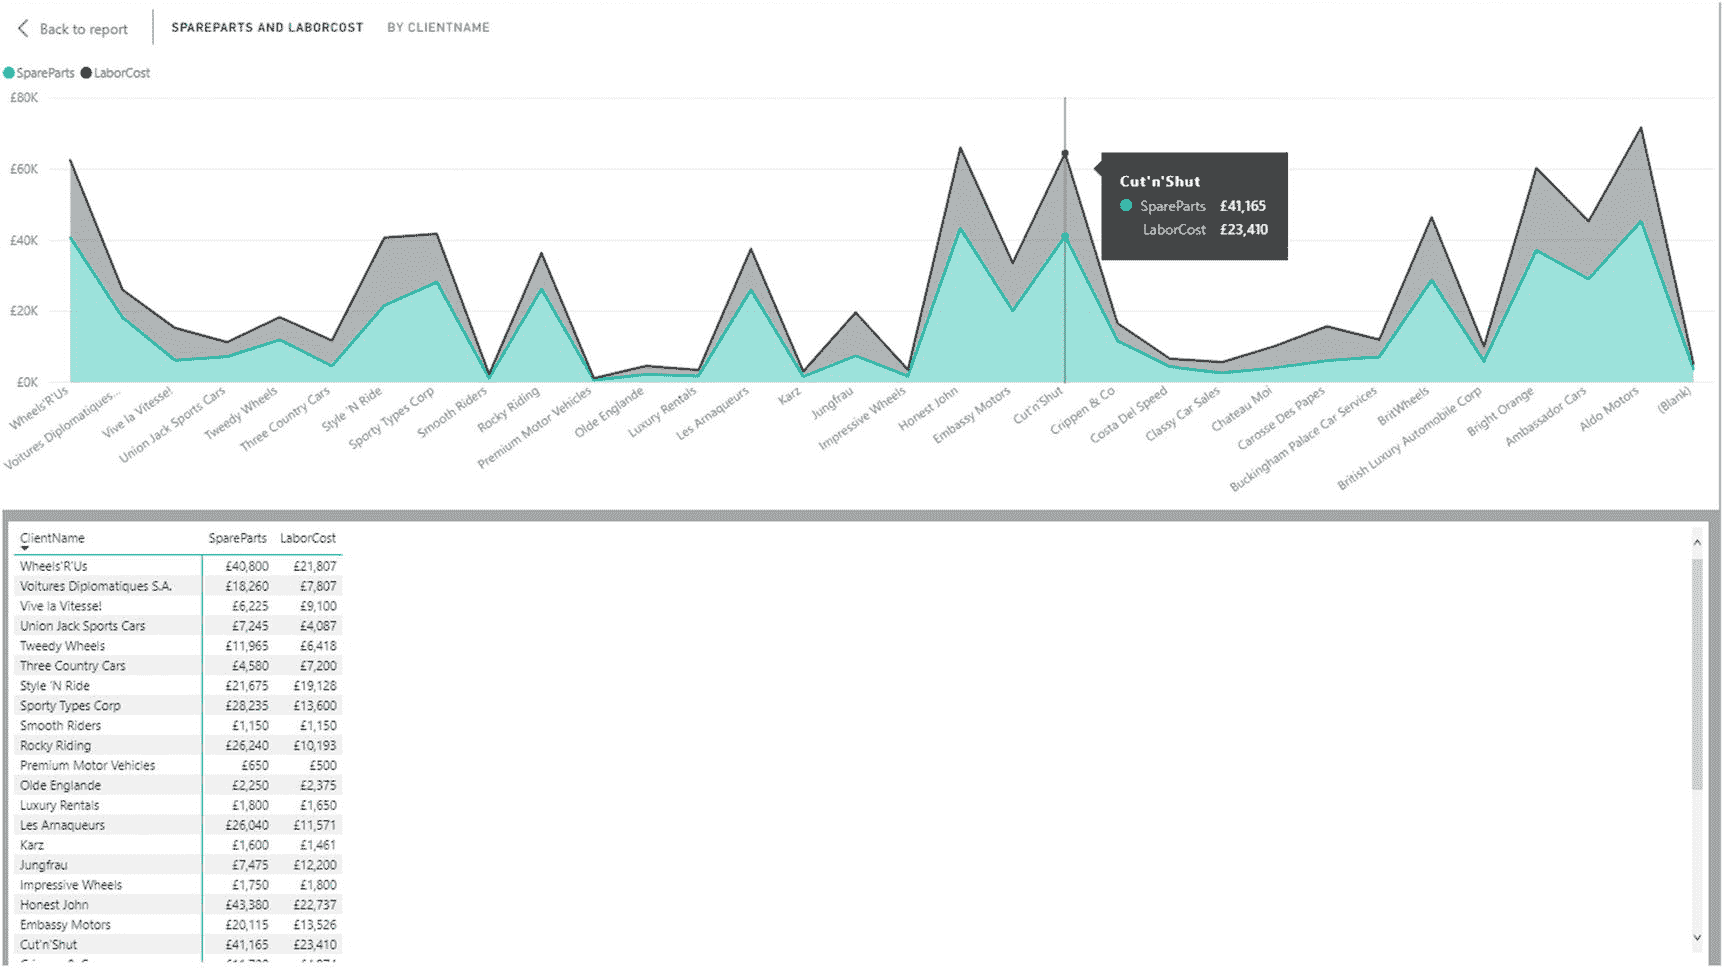 Back to report
SPAREPARTS AND LABORCOST BY CLIENTNAME
SpareParts LaborCost
£80K
£60K
£40K
£20K
£0K
Cut'n'Shut
SpareParts £41,165
LaborCost £23,410
Wheels'R'Us
Voitures Diplomatiques...
Vive la Vitesse!
Union Jack Sports Cars
Tweedy Wheels
Three Country Cars
Style 'N Ride
Sporty Types Corp
Smooth Riders
Rocky Riding
Premium Motor Vehicles
Olde Englande
Luxury Rentals
Les Arnaqueurs
Karz
Jungfrau
Impressive Wheels
Honest John
Embassy Motors
Cut'n'Shut
Crippen & Co
Costa Del Speed
Classy Car Sales
Chateau Moi
Carosse Des Papes
Buckingham Palace Car Services
BritWheels
British Luxury Automobile Corp
Bright Orange
Ambassador Cars
Aldo Motors
(Blank)
ClientName SpareParts LaborCost
Wheels'R'Us £40,800 £21,807
Voitures Diplomatiques S.A. £18,260 £7,807
Vive la Vitesse! £6,225 £9,100
Union Jack Sports Cars £7,245 £4,087
Tweedy Wheels £11,965 £6,418
Three Country Cars £4,580 £7,200
Style 'N Ride £21,675 £19,128
Sporty Types Corp £28,235 £13,600
Smooth Riders £1,150 £1,150
Rocky Riding £26,240 £10,193
Premium Motor Vehicles £650 £500
Olde Englande £2,250 £2,375
Luxury Rentals £1,800 £1,650
Les Arnaqueurs £26,040 £11,571
Karz £1,600 £1,461
Jungfrau £7,475 £12,200
Impressive Wheels £1,750 £1,800
Honest John £43,380 £22,737
Embassy Motors £20,115 £13,526
Cut'n'Shut £41,165 £23,410